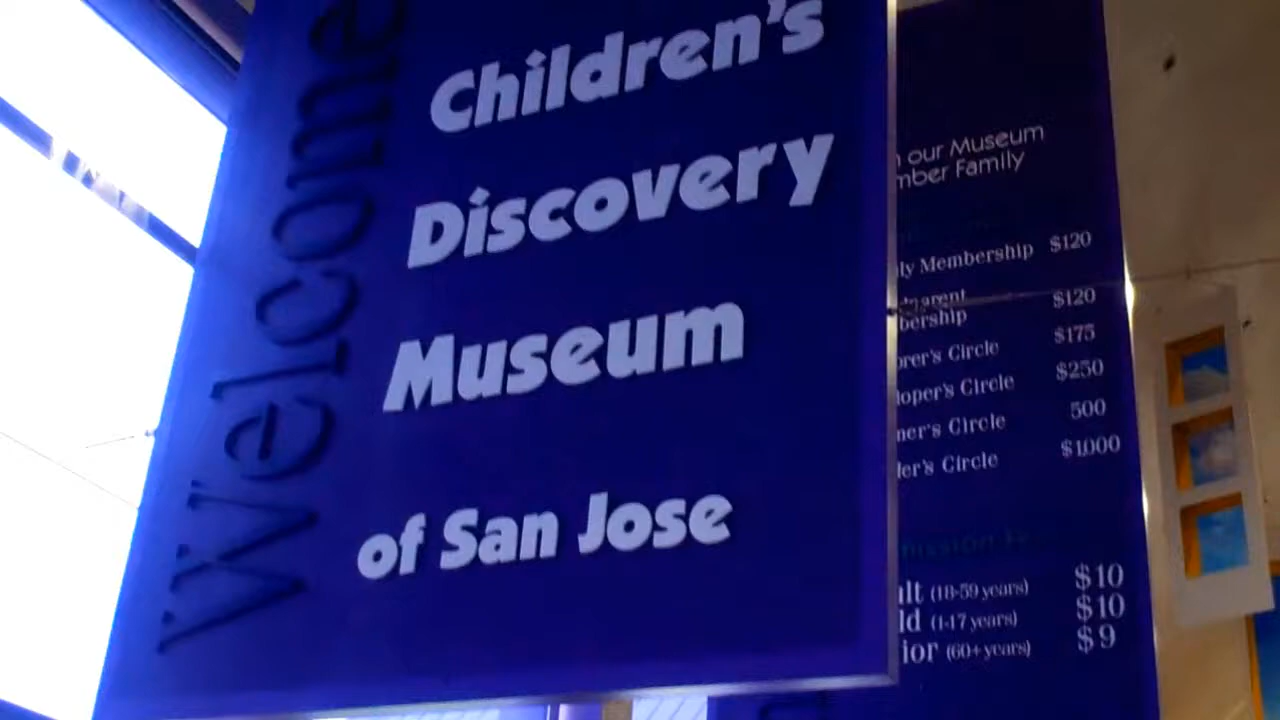 Welcome
Children's
Discovery
Museum
of San Jose
our Museum
mber Family
ly Membership $120
bership $120
rer's Circle $175
loper's Circle $250
ner's Circle 500
der's Circle $1000
ult (18-59 years) $10
ld (1-17 years) $10
ior (60+ years) $9